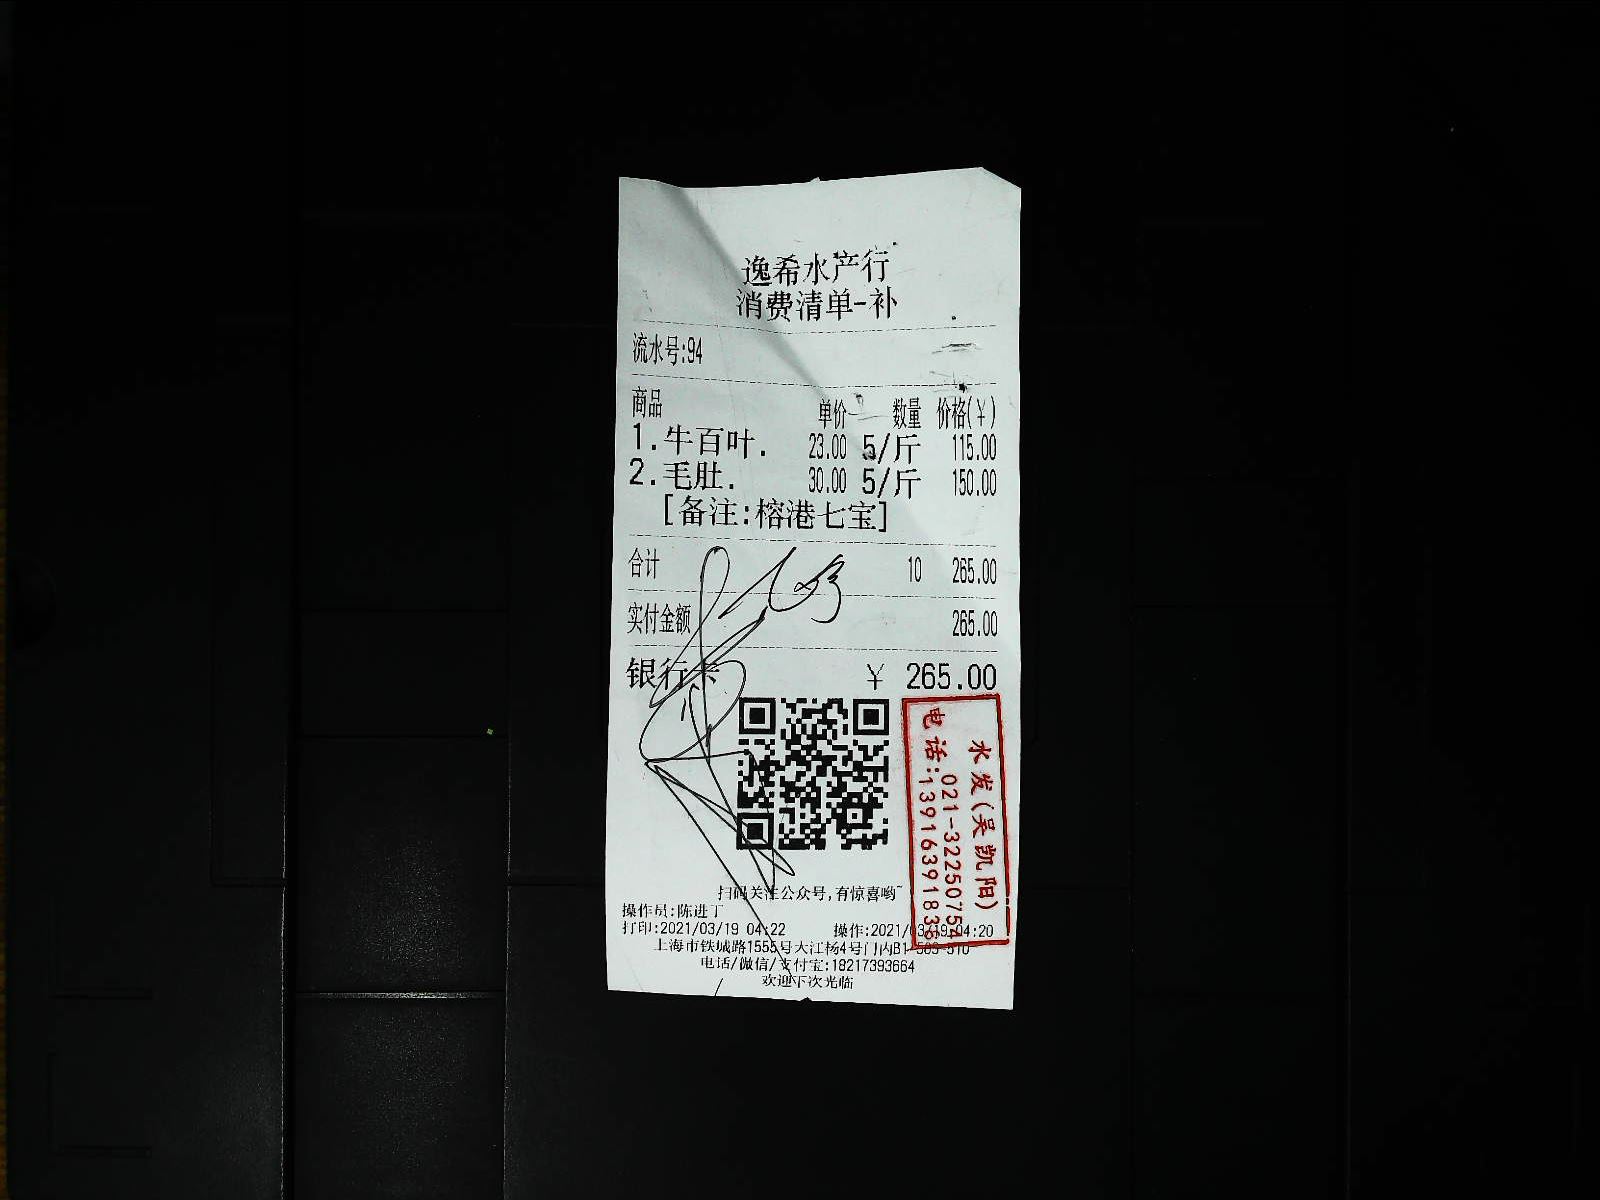 逸希水产行
消费清单-补
流水号:94
商品 单价 数量 价格(¥)
1.牛百叶. 23.00 5/斤 115.00
2.毛肚. 30.00 5/斤 150.00
[备注:榕港七宝]
合计 10 265.00
实付金额 265.00
银行卡 ¥ 265.00
水发(吴凯阳)
021-32250754
电话:13916391836
扫码关注公众号,有惊喜哟~
操作员:陈进丁
打印:2021/03/19 04:22 操作:2021/03/19 04:20
上海市铁城路1555号大江杨4号门内B1-509-510
电话/微信/支付宝:18217393664
欢迎下次光临